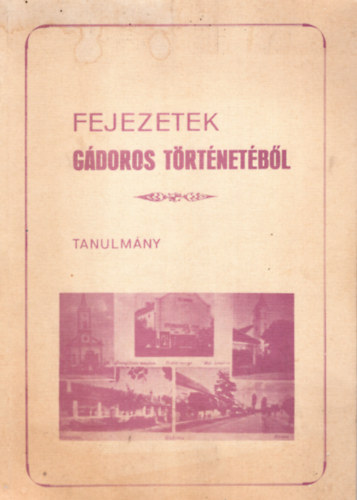 FEJEZETEK
GÁDOROS TÖRTÉNETÉBŐL
TANULMÁNY